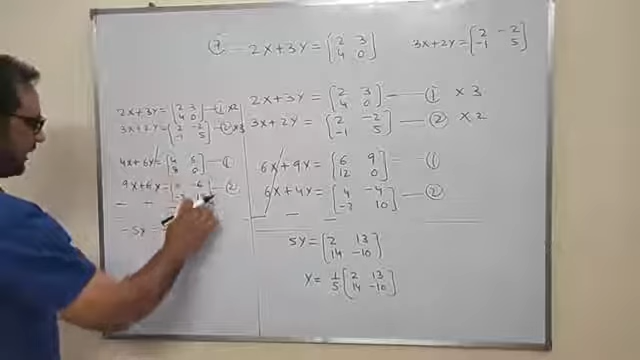 7. 2X+3Y = [2 3 3X+2Y = [2 -2
4 0] -1 5]
2X+3Y = [2 3 ① ×2
4 0]
3X+2Y = [2 -2 ② ×3
-1 5]
4X+6Y = [4 6 ①
8 0]
9X+6Y = -6 ②
- + -
-5Y =
2X+3Y = [2 3 — ① ×3
4 0]
3X+2Y = [2 -2 — ② ×2
-1 5]
6X+9Y = [6 9 — ①
12 0]
6X+4Y = [4 -4 — ②
-2 10]
- - -
5Y = [2 13
14 -10]
Y = 1/5 [2 13
14 -10]